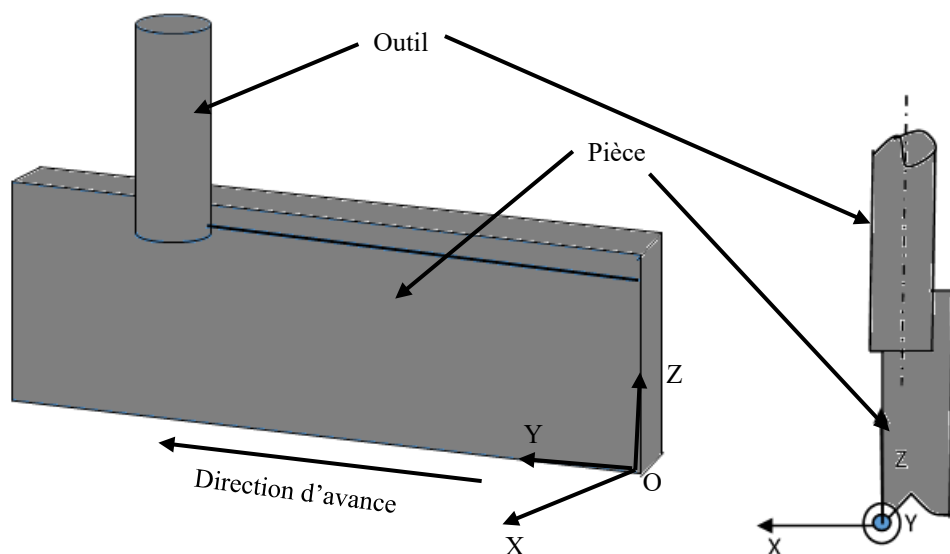 Outil
Pièce
Z
Y
O
X
Direction d’avance
Z
Y
X